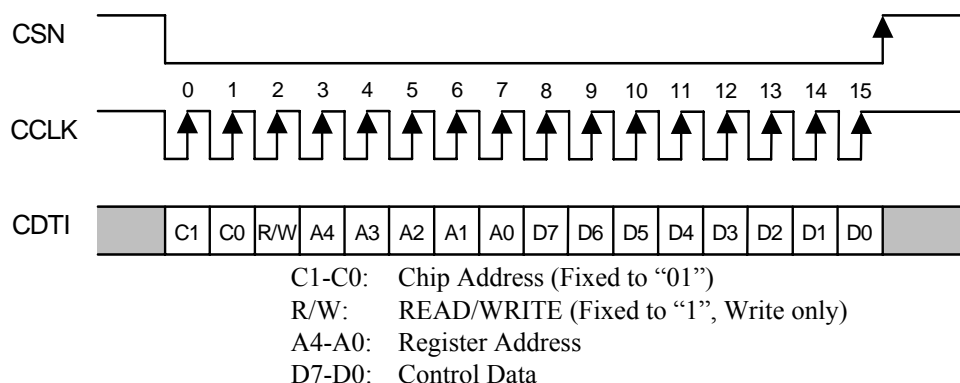 CSN
0 1 2 3 4 5 6 7 8 9 10 11 12 13 14 15
CCLK
CDTI C1 C0 R/W A4 A3 A2 A1 A0 D7 D6 D5 D4 D3 D2 D1 D0
C1-C0: Chip Address (Fixed to “01”)
R/W: READ/WRITE (Fixed to “1”, Write only)
A4-A0: Register Address
D7-D0: Control Data